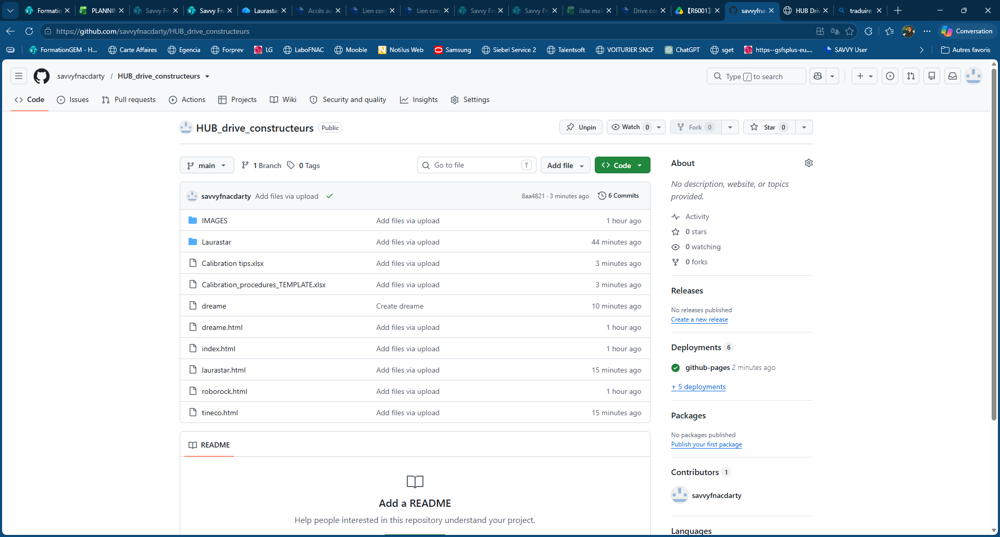 Formatio
PLANNIN
Savvy Fn
Savvy Fn
Laurastar
Accès au
Lien cons
Lien cons
Savvy Fn
Savvy Fn
liste mail
Drive co
【R6001】
savvyfnac
HUB Driv
traduire
https://github.com/savvyfnacdarty/HUB_drive_constructeurs
Conversation
FormationGEM - H...
Carte Affaires
Egencia
Forprev
LG
LaboFNAC
Mooble
Notilus Web
Samsung
Siebel Service 2
Talentsoft
VOITURIER SNCF
ChatGPT
sget
https--gsfsplus-eu....
SAVVY User
Autres favoris
savvyfnacdarty / HUB_drive_constructeurs
Type / to search
Code
Issues
Pull requests
Actions
Projects
Wiki
Security and quality
Insights
Settings
HUB_drive_constructeurs Public
Unpin
Watch 0
Fork 0
Star 0
main
1 Branch
0 Tags
Go to file T
Add file
Code
savvyfnacdarty Add files via upload 8aa4821 · 3 minutes ago 6 Commits
IMAGES Add files via upload 1 hour ago
Laurastar Add files via upload 44 minutes ago
Calibration tips.xlsx Add files via upload 3 minutes ago
Calibration_procedures_TEMPLATE.xlsx Add files via upload 3 minutes ago
dreame Create dreame 10 minutes ago
dreame.html Add files via upload 1 hour ago
index.html Add files via upload 1 hour ago
laurastar.html Add files via upload 15 minutes ago
roborock.html Add files via upload 1 hour ago
tineco.html Add files via upload 15 minutes ago
README
Add a README
Help people interested in this repository understand your project.
About
No description, website, or topics
provided.
Activity
0 stars
0 watching
0 forks
Releases
No releases published
Create a new release
Deployments 6
github-pages 2 minutes ago
+ 5 deployments
Packages
No packages published
Publish your first package
Contributors 1
savvyfnacdarty
Languages